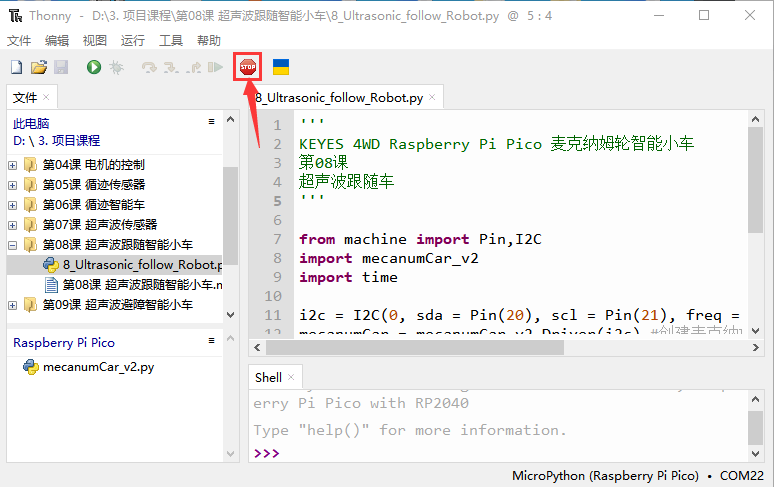 Thonny - D:\3. 项目课程\第08课 超声波跟随智能小车\8_Ultrasonic_follow_Robot.py @ 5 : 4
文件 编辑 视图 运行 工具 帮助
STOP
文件
此电脑
D: \ 3. 项目课程
第04课 电机的控制
第05课 循迹传感器
第06课 循迹智能车
第07课 超声波传感器
第08课 超声波跟随智能小车
8_Ultrasonic_follow_Robot.p
第08课 超声波跟随智能小车.m
第09课 超声波避障智能小车
Raspberry Pi Pico
mecanumCar_v2.py
8_Ultrasonic_follow_Robot.py
1 '''
2 KEYES 4WD Raspberry Pi Pico 麦克纳姆轮智能小车
3 第08课
4 超声波跟随车
5 '''
6
7 from machine import Pin,I2C
8 import mecanumCar_v2
9 import time
10
11 i2c = I2C(0, sda = Pin(20), scl = Pin(21), freq =
12 mecanumCar = mecanumCar_v2.Driver(i2c) #创建麦克纳
Shell
erry Pi Pico with RP2040
Type "help()" for more information.
>>>
MicroPython (Raspberry Pi Pico) • COM22